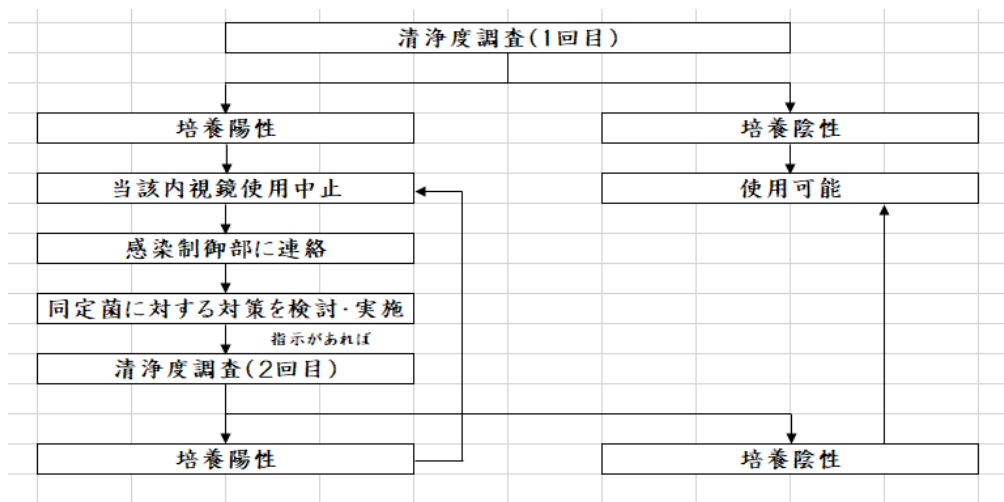 清浄度調査(1回目)
培養陽性
培養陰性
当該内視鏡使用中止
使用可能
感染制御部に連絡
同定菌に対する対策を検討・実施
指示があれば
清浄度調査(2回目)
培養陽性
培養陰性